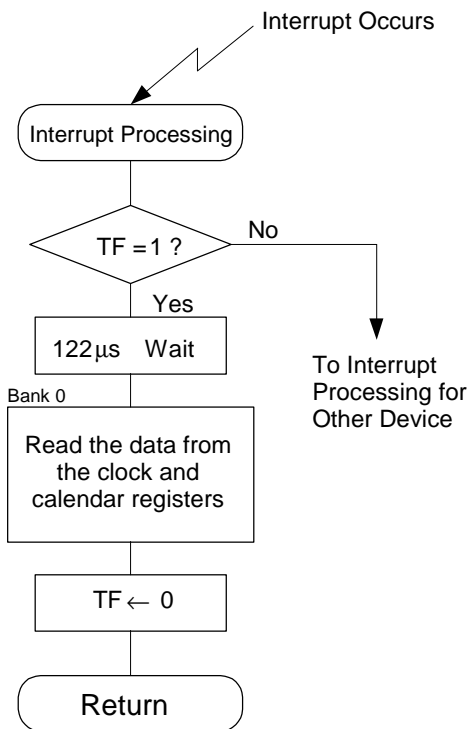 Interrupt Occurs
Interrupt Processing
TF =1 ?
No
Yes
122µs Wait
To Interrupt
Processing for
Other Device
Bank 0
Read the data from
the clock and
calendar registers
TF ← 0
Return